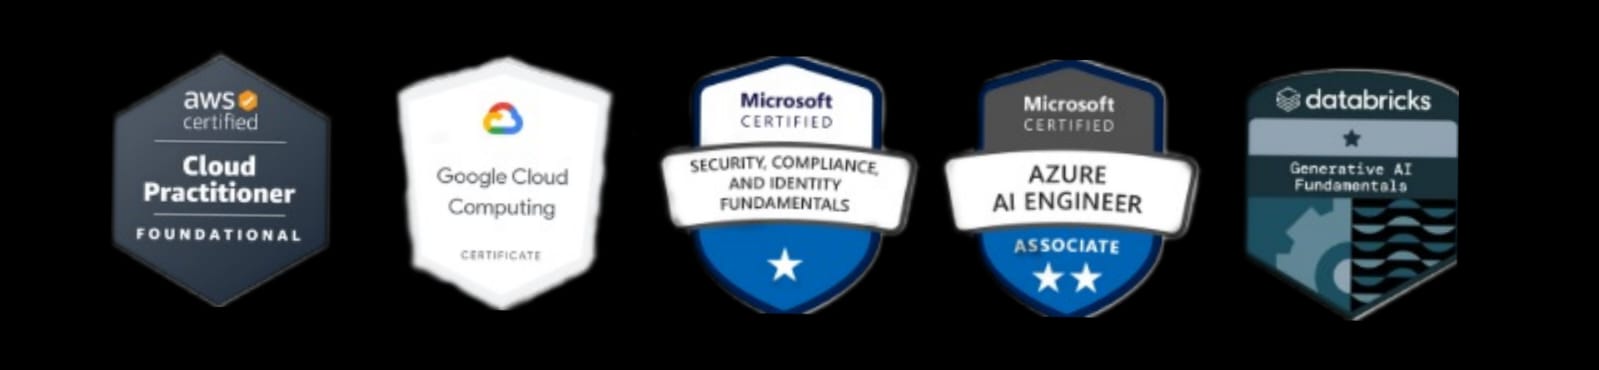 aws
certified
Cloud
Practitioner
FOUNDATIONAL
Google Cloud
Computing
CERTIFICATE
Microsoft
CERTIFIED
SECURITY, COMPLIANCE,
AND IDENTITY
FUNDAMENTALS
Microsoft
CERTIFIED
AZURE
AI ENGINEER
ASSOCIATE
databricks
Generative AI
Fundamentals